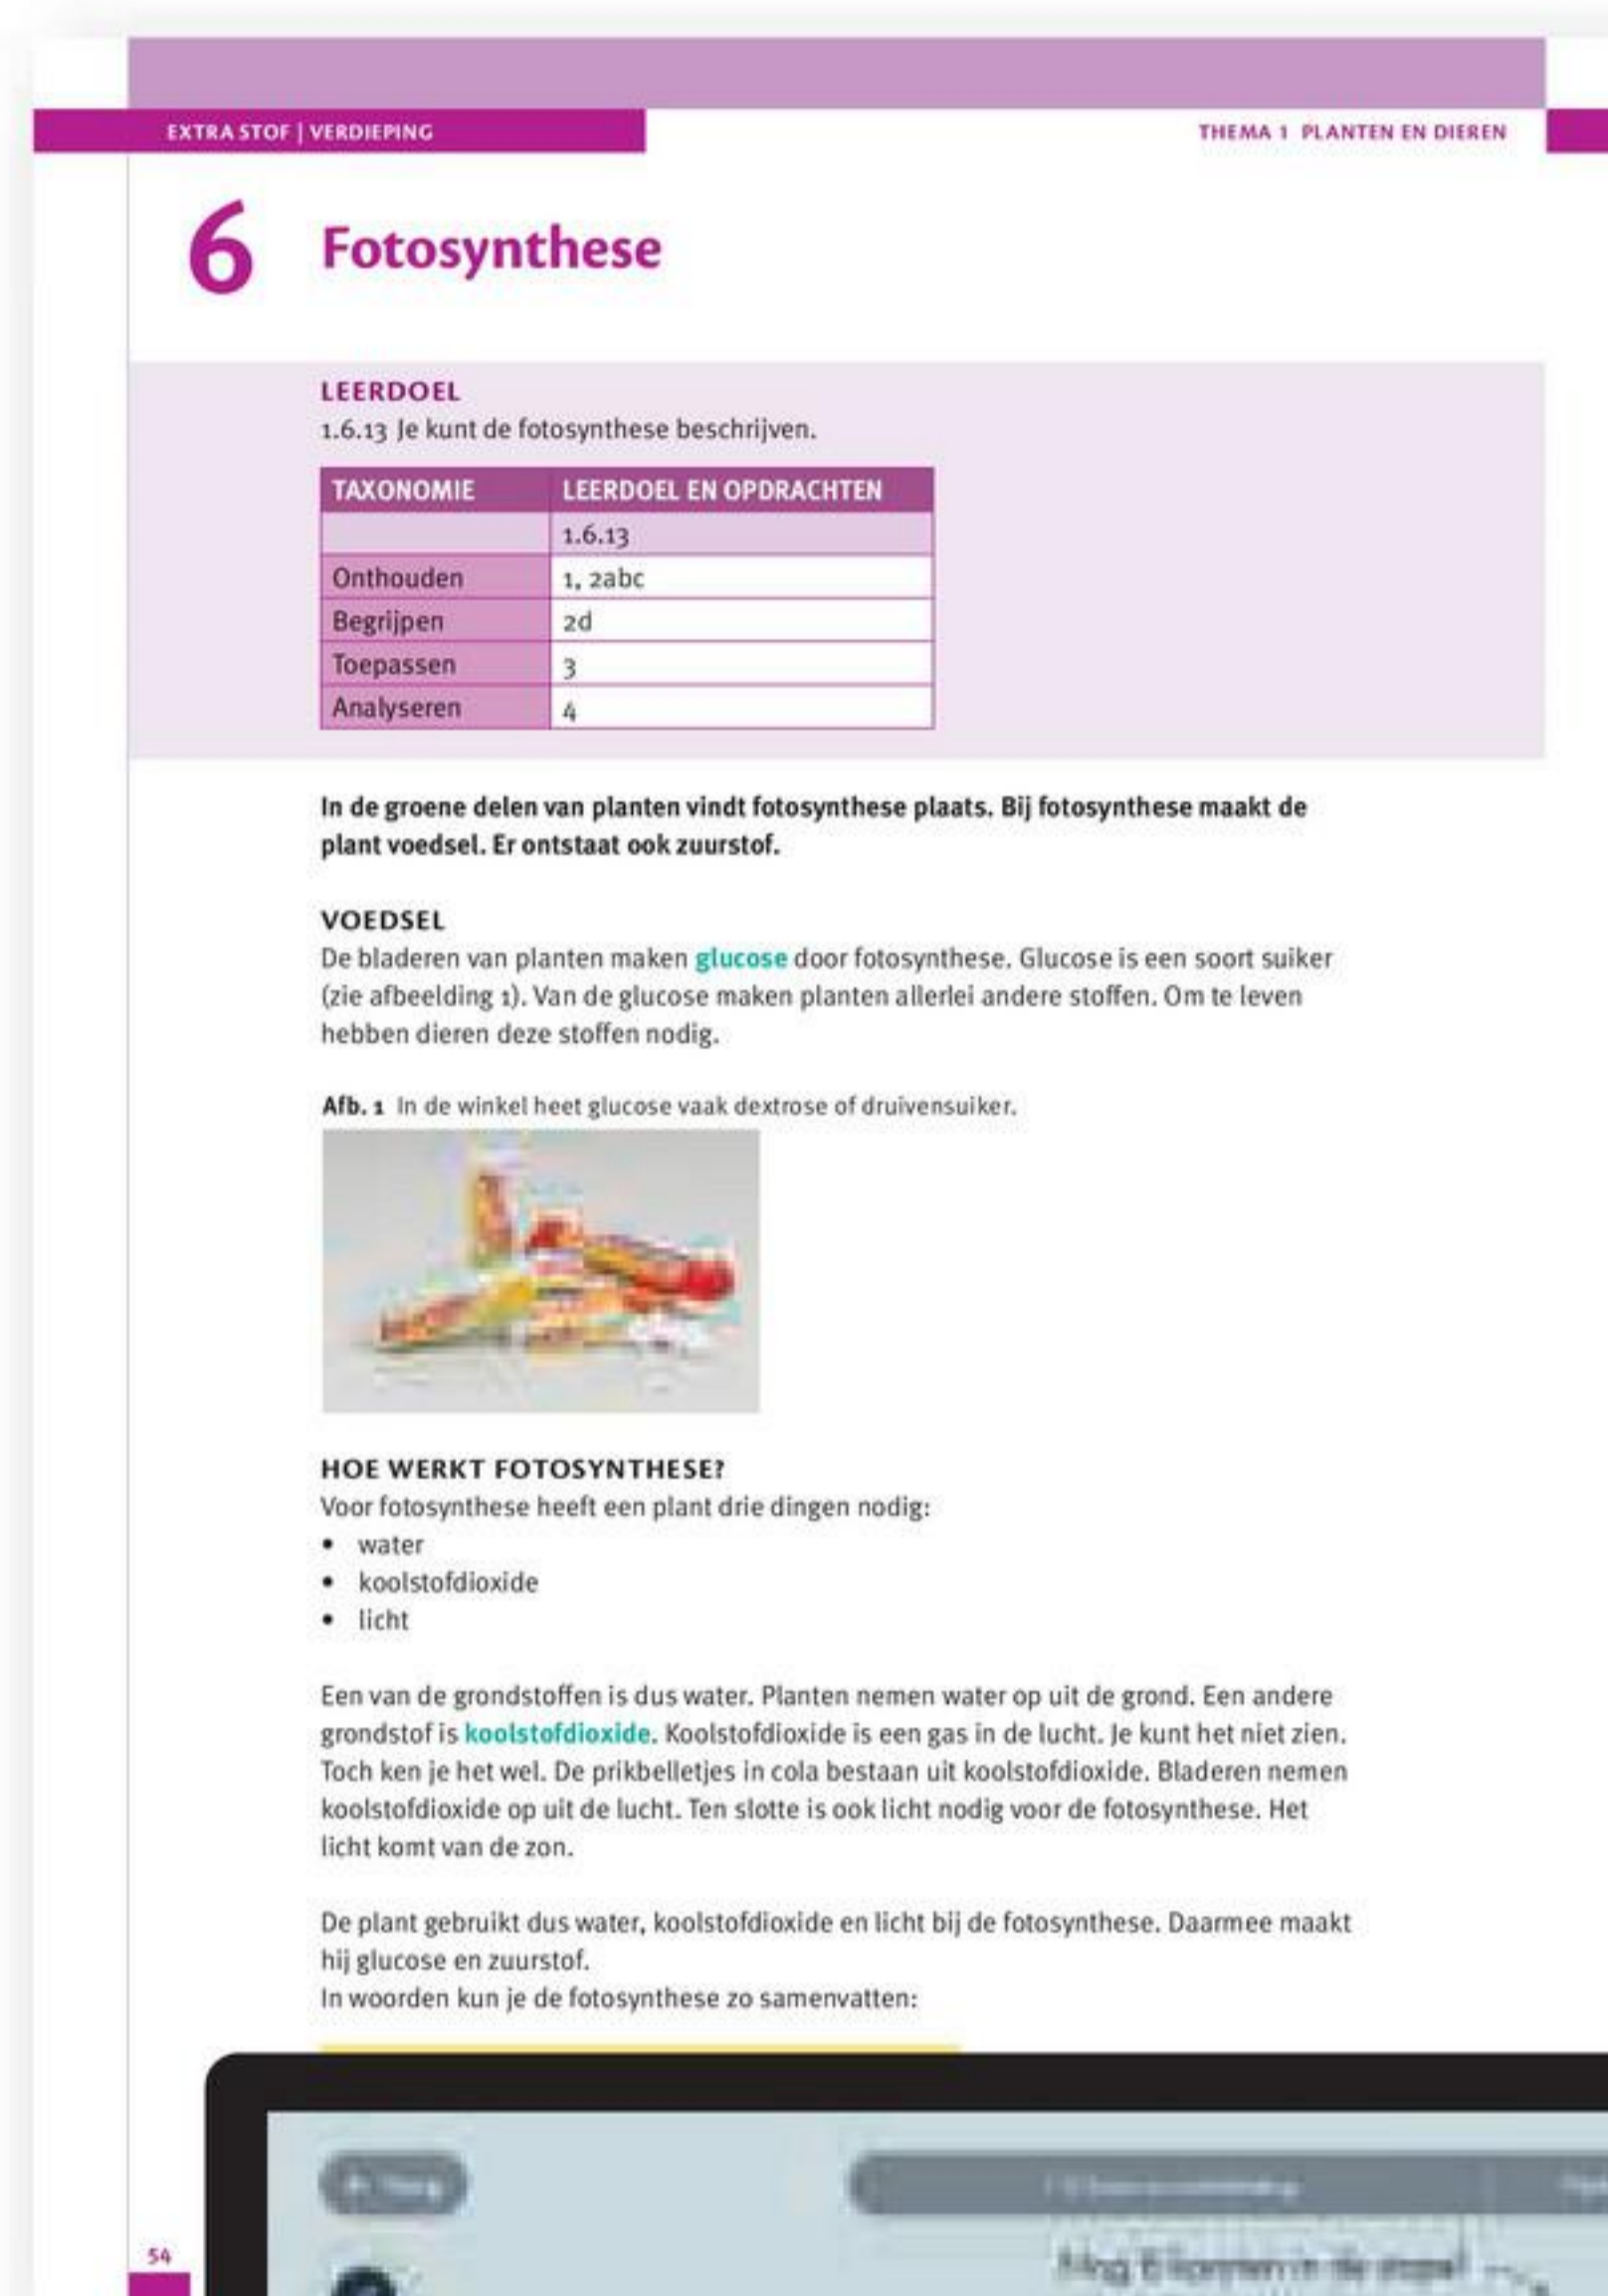 EXTRA STOF | VERDIEPING
THEMA 1 PLANTEN EN DIEREN
6 Fotosynthese
LEERDOEL
1.6.13 Je kunt de fotosynthese beschrijven.
TAXONOMIE LEERDOEL EN OPDRACHTEN
1.6.13
Onthouden 1, 2abc
Begrijpen 2d
Toepassen 3
Analyseren 4
In de groene delen van planten vindt fotosynthese plaats. Bij fotosynthese maakt de
plant voedsel. Er ontstaat ook zuurstof.
VOEDSEL
De bladeren van planten maken glucose door fotosynthese. Glucose is een soort suiker
(zie afbeelding 1). Van de glucose maken planten allerlei andere stoffen. Om te leven
hebben dieren deze stoffen nodig.
Afb. 1 In de winkel heet glucose vaak dextrose of druivensuiker.
HOE WERKT FOTOSYNTHESE?
Voor fotosynthese heeft een plant drie dingen nodig:
• water
• koolstofdioxide
• licht
Een van de grondstoffen is dus water. Planten nemen water op uit de grond. Een andere
grondstof is koolstofdioxide. Koolstofdioxide is een gas in de lucht. Je kunt het niet zien.
Toch ken je het wel. De prikbelletjes in cola bestaan uit koolstofdioxide. Bladeren nemen
koolstofdioxide op uit de lucht. Ten slotte is ook licht nodig voor de fotosynthese. Het
licht komt van de zon.
De plant gebruikt dus water, koolstofdioxide en licht bij de fotosynthese. Daarmee maakt
hij glucose en zuurstof.
In woorden kun je de fotosynthese zo samenvatten:
54